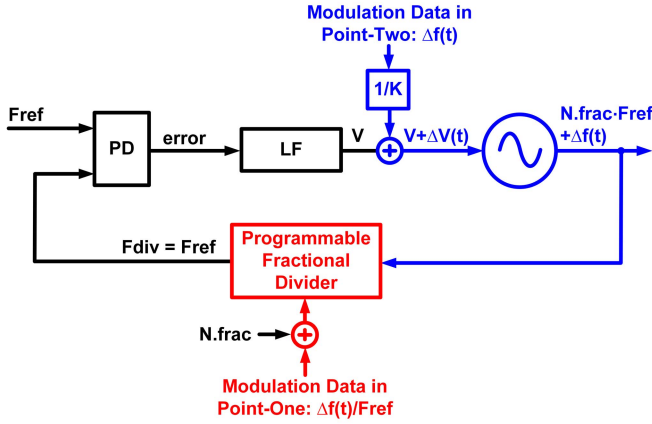 Modulation Data in
Point-Two: Δf(t)
1/K
Fref
PD
error
LF
V
V+ΔV(t)
N.frac·Fref
+Δf(t)
Fdiv = Fref
Programmable
Fractional
Divider
N.frac
Modulation Data in
Point-One: Δf(t)/Fref